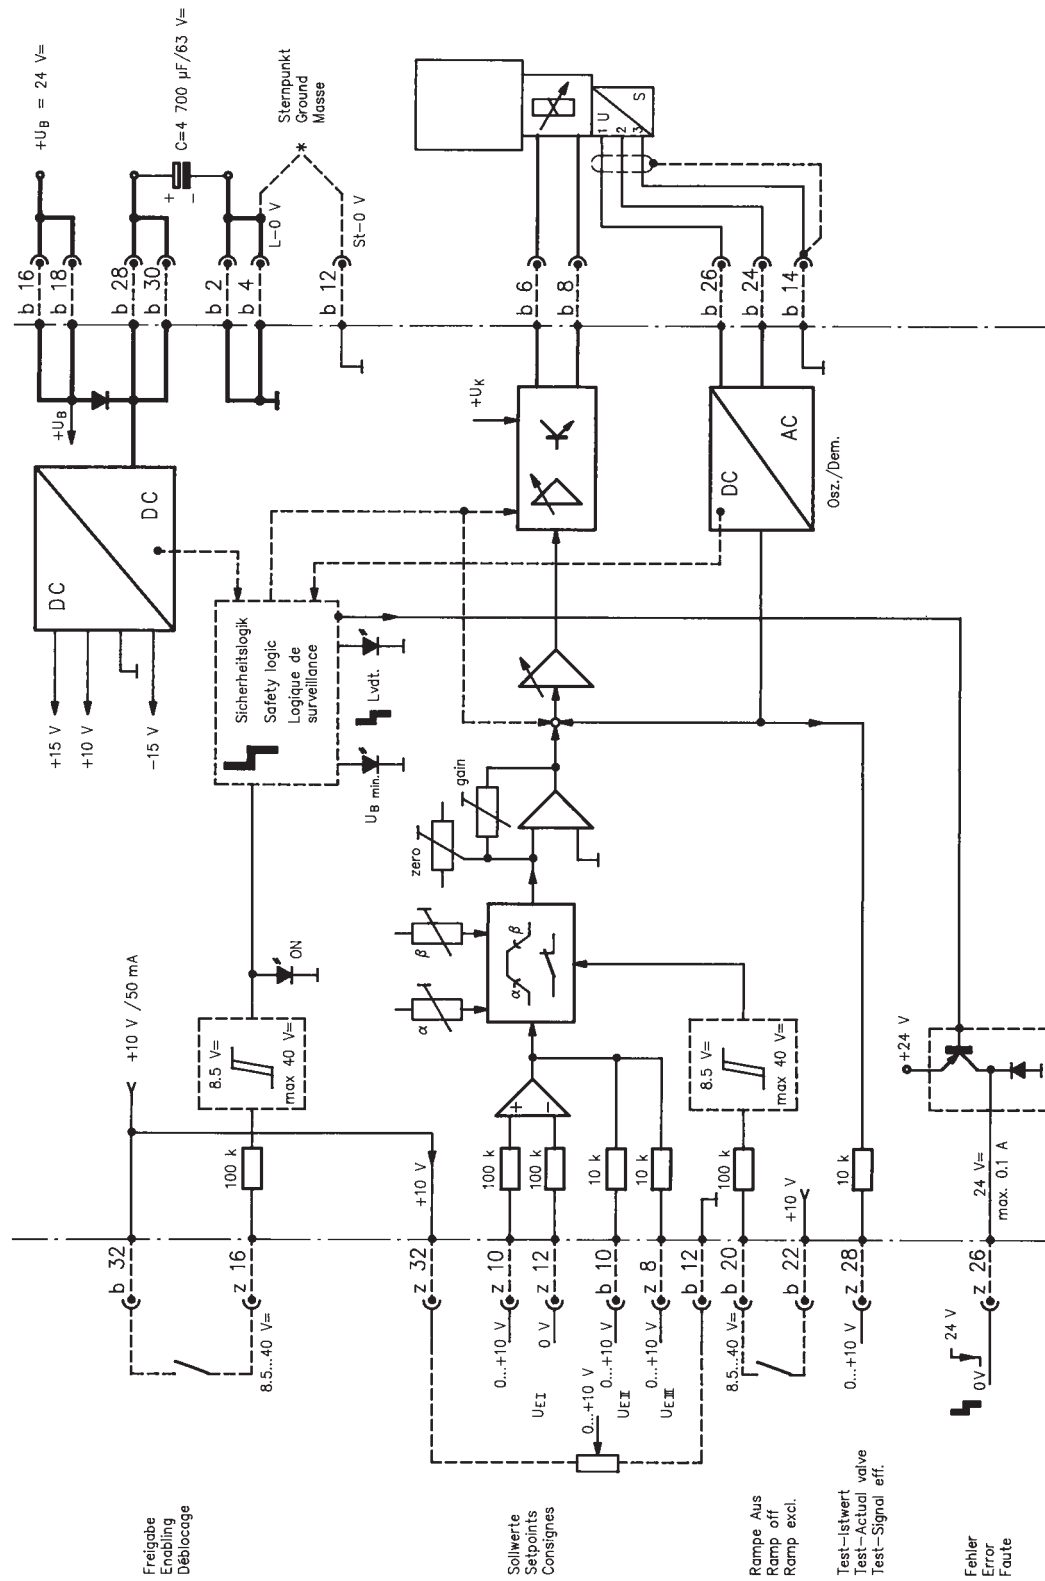 Freigabe
Enabling
Déblocage
b 32
+10 V / 50 mA
z 16
8.5...40 V=
100 k
8.5 V=
max 40 V=
ON
Sicherheitslogik
Safety logic
Logique de
surveillance
UB min.
Lvdt.
+15 V
+10 V
-15 V
DC
DC
+UB
b 16
b 18
b 28
b 30
b 2
b 4
b 12
+UB = 24 V=
C=4 700 µF/63 V=
+
-
L-0 V
St-0 V
*
Sternpunkt
Ground
Masse
Sollwerte
Setpoints
Consignes
z 32
+10 V
z 10
0...+10 V
100 k
+
z 12
0 V
100 k
-
UEI
b 10
0...+10 V
10 k
UEII
z 8
0...+10 V
10 k
UEIII
b 12
0...+10 V
α
β
α
β
zero
gain
+UK
b 6
b 8
U
S
1
2
3
b 26
b 24
b 14
DC
AC
Osz./Dem.
Rampe Aus
Ramp off
Ramp excl.
b 20
8.5...40 V=
100 k
8.5 V=
max 40 V=
b 22
+10 V
Test-Istwert
Test-Actual valve
Test-Signal eff.
z 28
0...+10 V
10 k
Fehler
Error
Faute
0V
24 V
z 26
24 V=
max. 0.1 A
+24 V